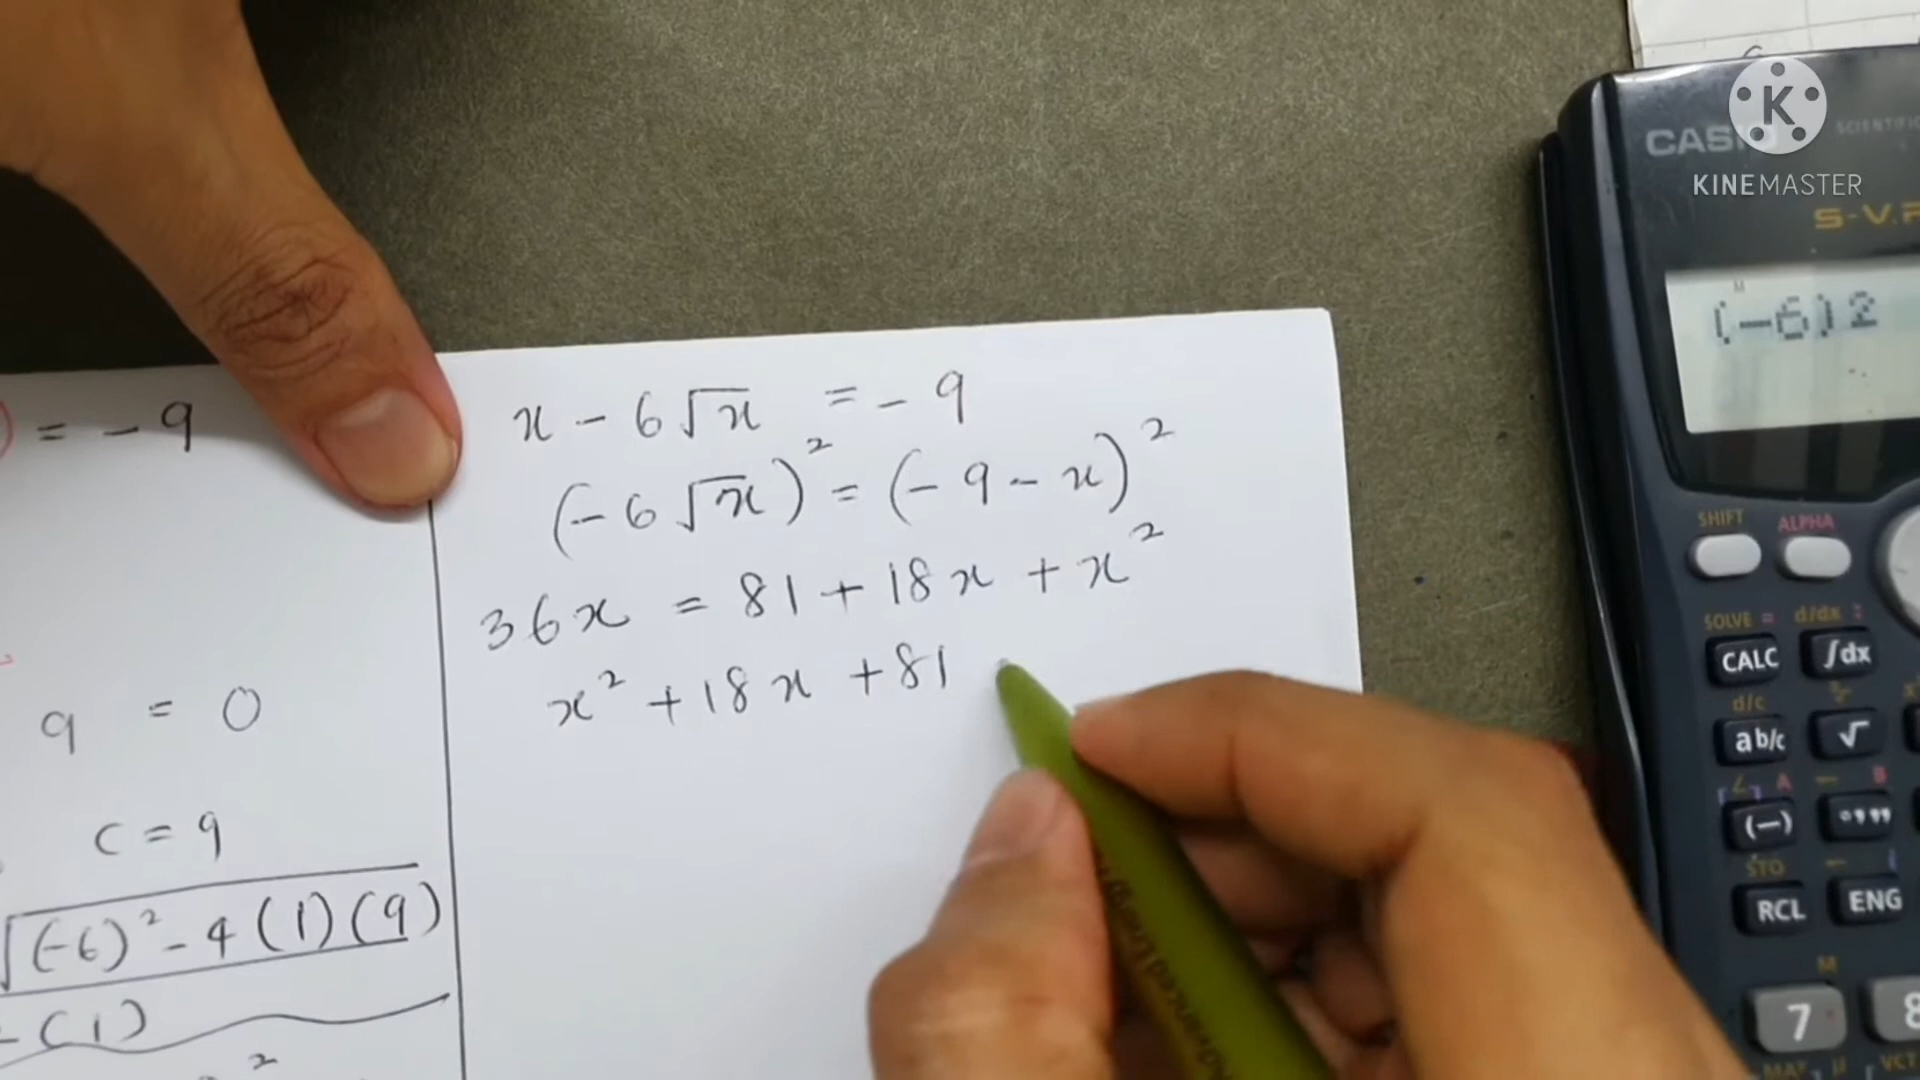 = - 9
9 = 0
c = 9
√(-6)² - 4 (1) (9)
(1)
2
x - 6√x = - 9
(- 6√x)² = (- 9 - x)²
36x = 81 + 18x + x²
x² + 18x + 81
K
KINEMASTER
CASIO
S-V.P
(-6)2
SHIFT ALPHA
SOLVE = d/dx :
CALC ∫dx
d/c
ab/c √
A B
(—) °,,,
STO i
RCL ENG
M
7 8